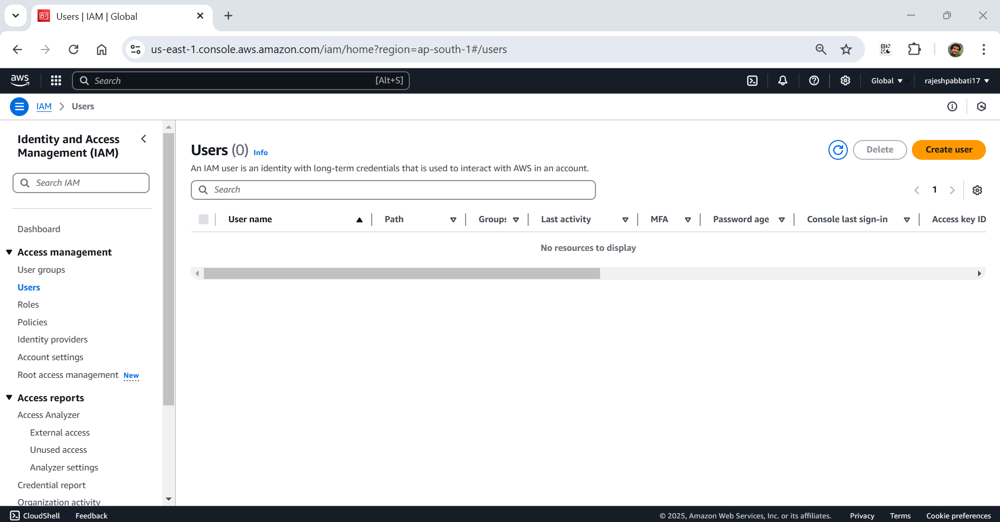 Users | IAM | Global
us-east-1.console.aws.amazon.com/iam/home?region=ap-south-1#/users
aws
Search
[Alt+S]
Global
rajeshpabbati17
IAM
Users
Identity and Access
Management (IAM)
Search IAM
Dashboard
Access management
User groups
Users
Roles
Policies
Identity providers
Account settings
Root access management New
Access reports
Access Analyzer
External access
Unused access
Analyzer settings
Credential report
Organization activity
Users (0) Info
Delete
Create user
An IAM user is an identity with long-term credentials that is used to interact with AWS in an account.
Search
1
User name
Path
Groups
Last activity
MFA
Password age
Console last sign-in
Access key ID
No resources to display
CloudShell
Feedback
© 2025, Amazon Web Services, Inc. or its affiliates.
Privacy
Terms
Cookie preferences